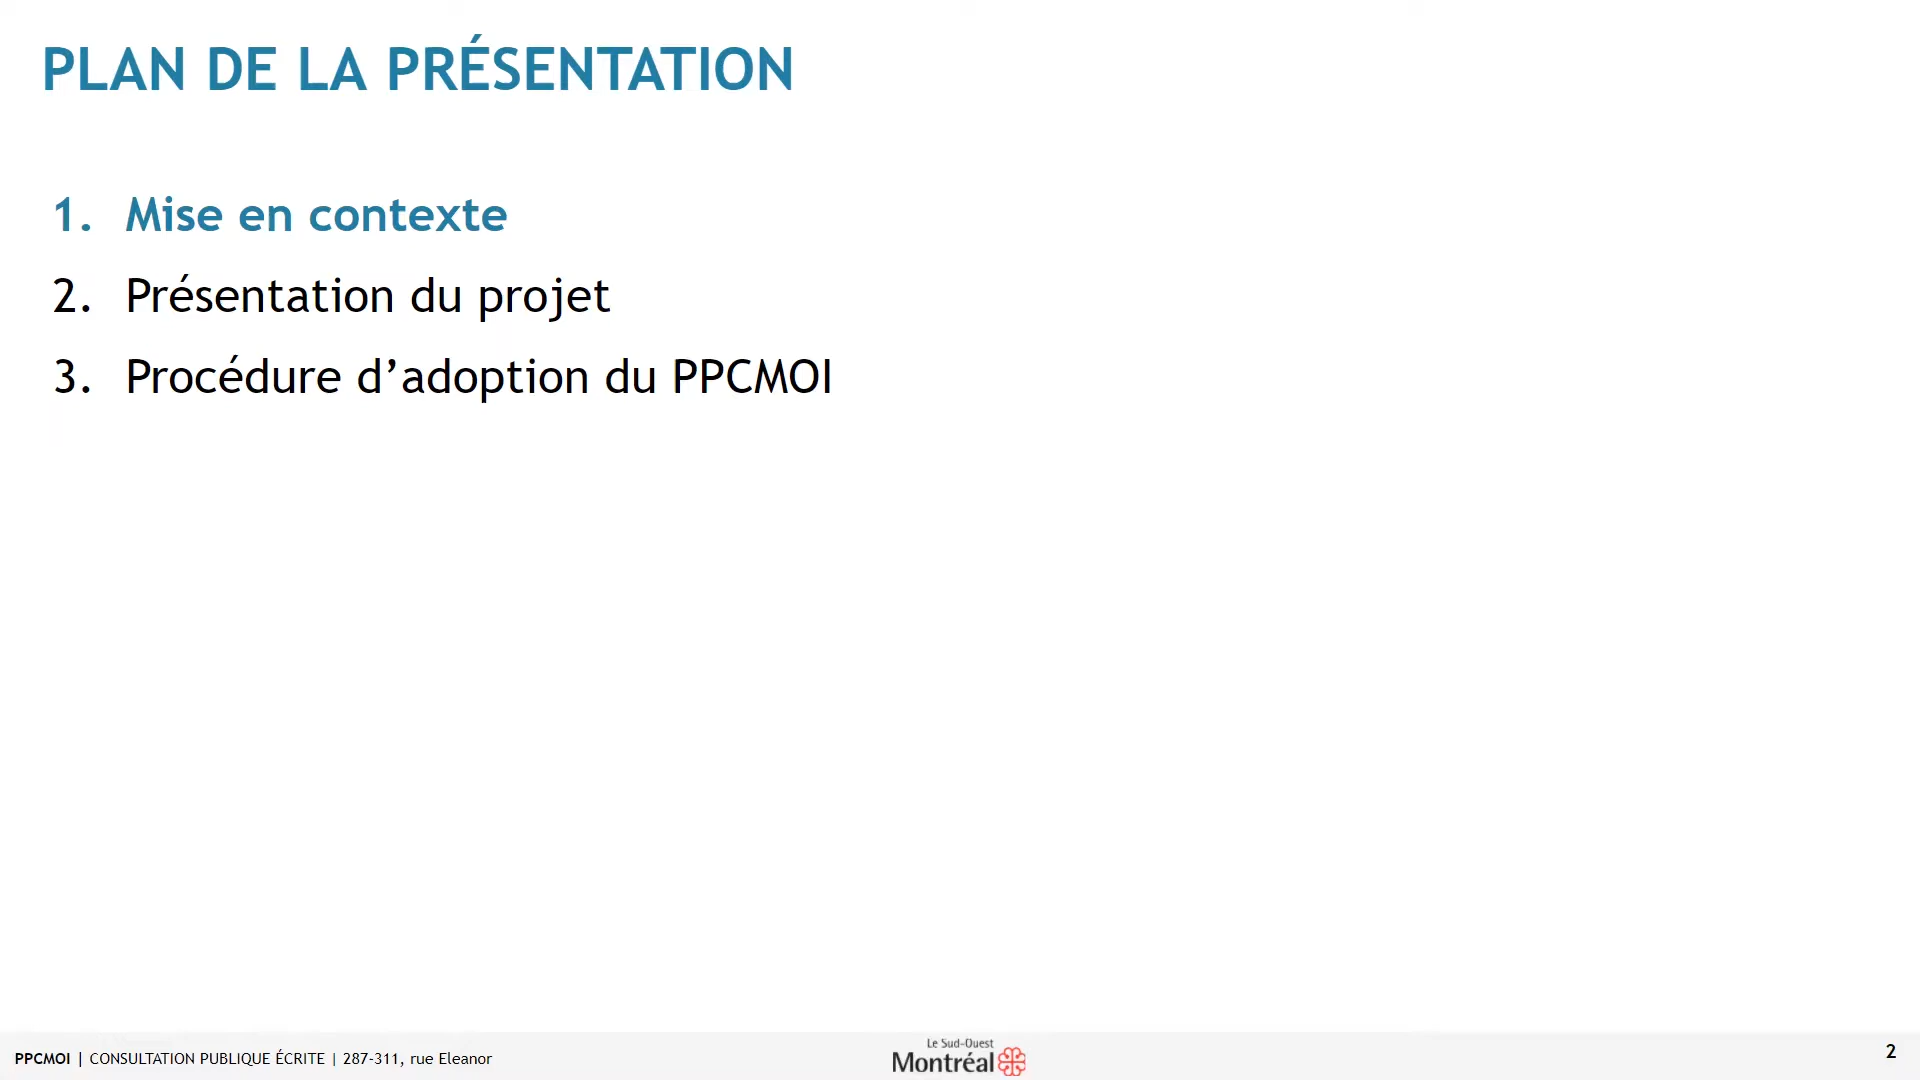 PLAN DE LA PRÉSENTATION
1. Mise en contexte
2. Présentation du projet
3. Procédure d’adoption du PPCMOI
PPCMOI | CONSULTATION PUBLIQUE ÉCRITE | 287-311, rue Eleanor
Le Sud-Ouest
Montréal
2